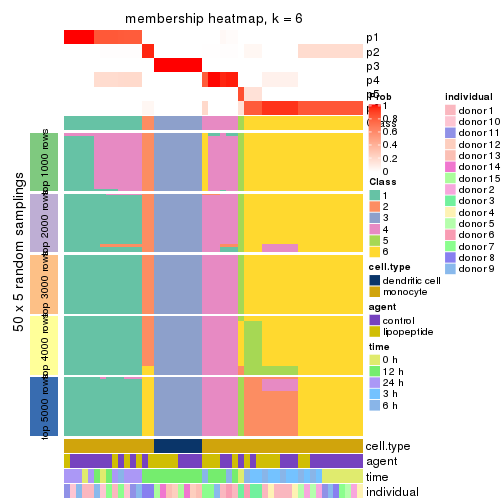 membership heatmap, k = 6
p1
p2
p3
p4
p5
Class
50 x 5 random samplings
top 1000 rows
top 2000 rows
top 3000 rows
top 4000 rows
top 5000 rows
cell.type
agent
time
individual
Prob
1
0.8
0.6
0.4
0.2
0
Class
1
2
3
4
5
6
cell.type
dendritic cell
monocyte
agent
control
lipopeptide
time
0 h
12 h
24 h
3 h
6 h
individual
donor 1
donor 10
donor 11
donor 12
donor 13
donor 14
donor 15
donor 2
donor 3
donor 4
donor 5
donor 6
donor 7
donor 8
donor 9